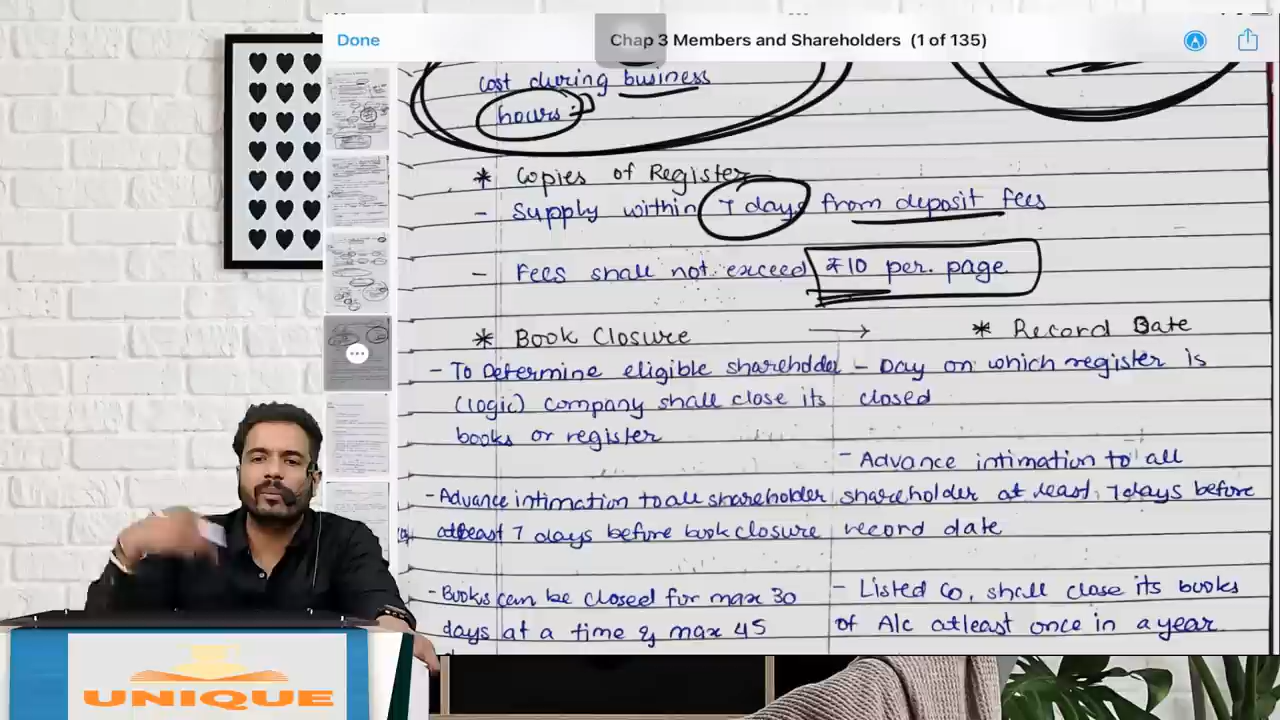 Done
Chap 3 Members and Shareholders (1 of 135)
cost during business
hours :-
* Copies of Register
- Supply within 7 days from deposit fees
- Fees shall not exceed ₹10 per. page
* Book Closure → * Record Date
- To Determine eligible shareholder
(logic) company shall close its
books or register
- Advance intimation to all shareholder
atleast 7 days before book closure
- Books can be closed for max 30
days at a time & max 45
- Day on which register is
closed
- Advance intimation to all
shareholder at least 7 days before
record date
- Listed Co. shall close its books
of A/c atleast once in a year
UNIQUE